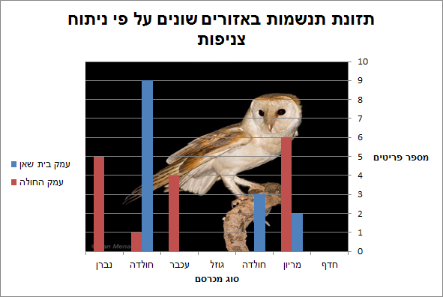 תזונת תנשמות באזורים שונים על פי ניתוח
צניפות
10
9
8
7
6
5
4
3
2
1
0
מספר פריטים
עמק בית שאן
עמק החולה
חדף מריון חולדה גוזל עכבר חולדה נברן
סוג מכרסם